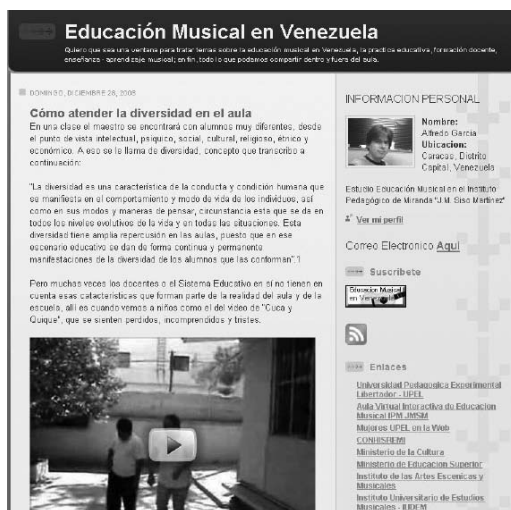 Educación Musical en Venezuela
Quiero que sea una ventana para tratar temas sobre la educación musical en Venezuela, la practica educativa, formación docente,
enseñanza - aprendizaje musical; en fin, todo lo que podamos compartir dentro y
fuera del aula.
DOMINGO, DICIEMBRE 28, 2008
Cómo atender la diversidad en el aula
En una clase el maestro se encontrará con alumnos muy diferentes, desde
el punto de vista intelectual, psíquico, social, cultural, religioso, étnico y
económico. A eso se le llama de diversidad, concepto que transcribo a
continuación:
"La diversidad es una característica de la conducta y condición humana que
se manifiesta en el comportamiento y modo de vida de los individuos, así
como en sus modos y maneras de pensar, circunstancia esta que se da en
todos los niveles evolutivos de la vida y en todas las situaciones. Esta
diversidad tiene amplia repercusión en las aulas, puesto que en ese
escenario educativo se dan de forma continua y permanente
manifestaciones de la diversidad de los alumnos que las conforman".1
Pero muchas veces los docentes o el Sistema Educativo en sí no tienen en
cuenta esas catacterísticas que forman parte de la realidad del aula y de la
escuela, allí es cuando vemos a niños como el del video de "Cuca y
Quique", que se sienten perdidos, incomprendidos y tristes.
INFORMACION PERSONAL
Nombre:
Alfredo García
Ubicacion:
Caracas, Distrito
Capital, Venezuela
Estudio Educación Musical en el Instituto
Pedagógico de Miranda "J.M. Siso Martínez"
Ver mi perfil
Correo Electronico Aquí
Suscribete
Educacion Musical
en Venezuela
Enlaces
Universidad Pedagogica Experimental
Libertador - UPEL
Aula Virtual Interactiva de Educacion
Musical IPM JMSM
Mujeres UPEL en la Web
CONHISREMI
Ministerio de la Cultura
Ministerio de Educacion Superior
Instituto de las Artes Escenicas y
Musicales
Instituto Universitario de Estudios
Musicales - IUDEM